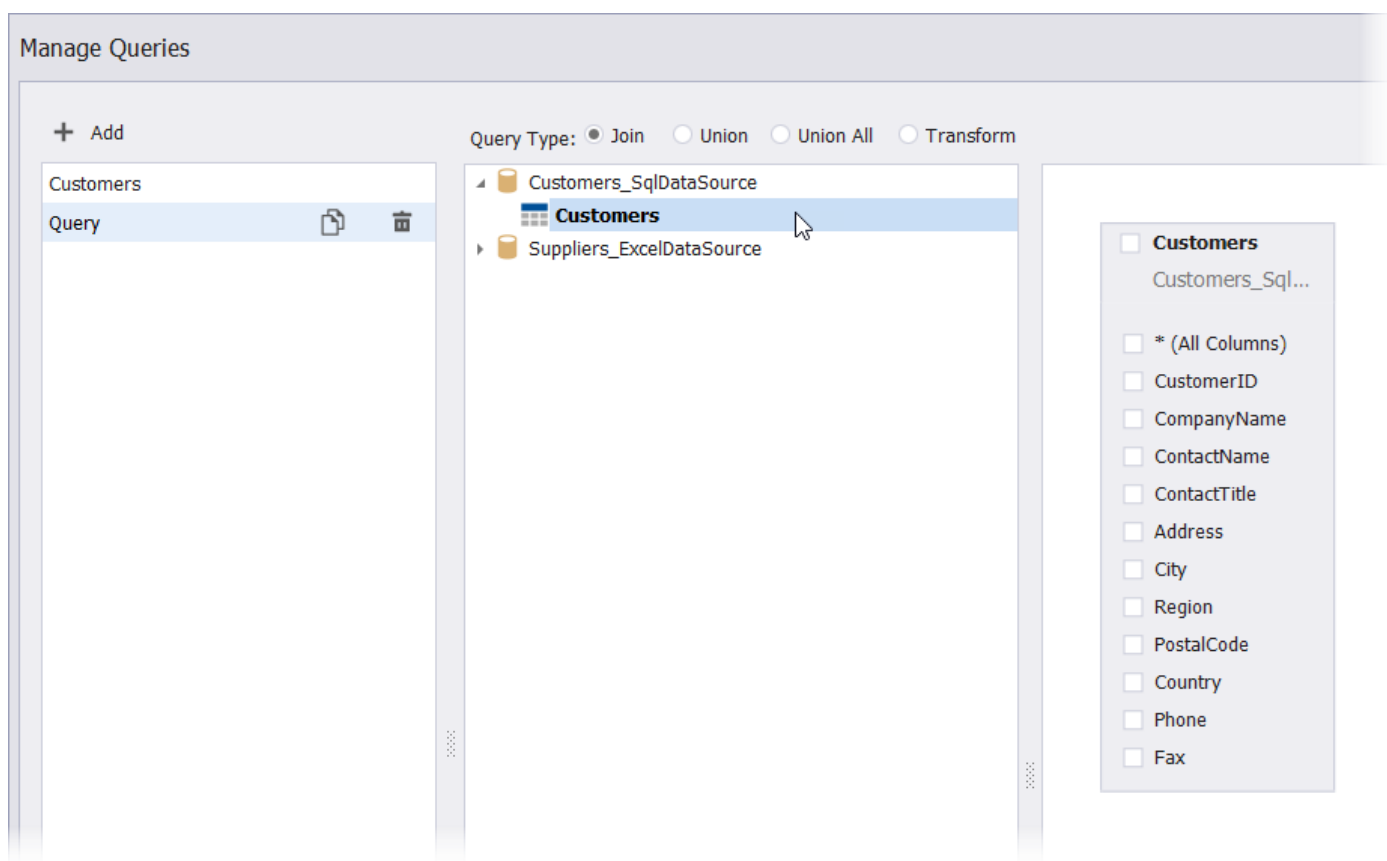 Manage Queries
+ Add
Query Type: Join Union Union All Transform
Customers
Query
Customers_SqlDataSource
Customers
Suppliers_ExcelDataSource
Customers
Customers_Sql...
* (All Columns)
CustomerID
CompanyName
ContactName
ContactTitle
Address
City
Region
PostalCode
Country
Phone
Fax